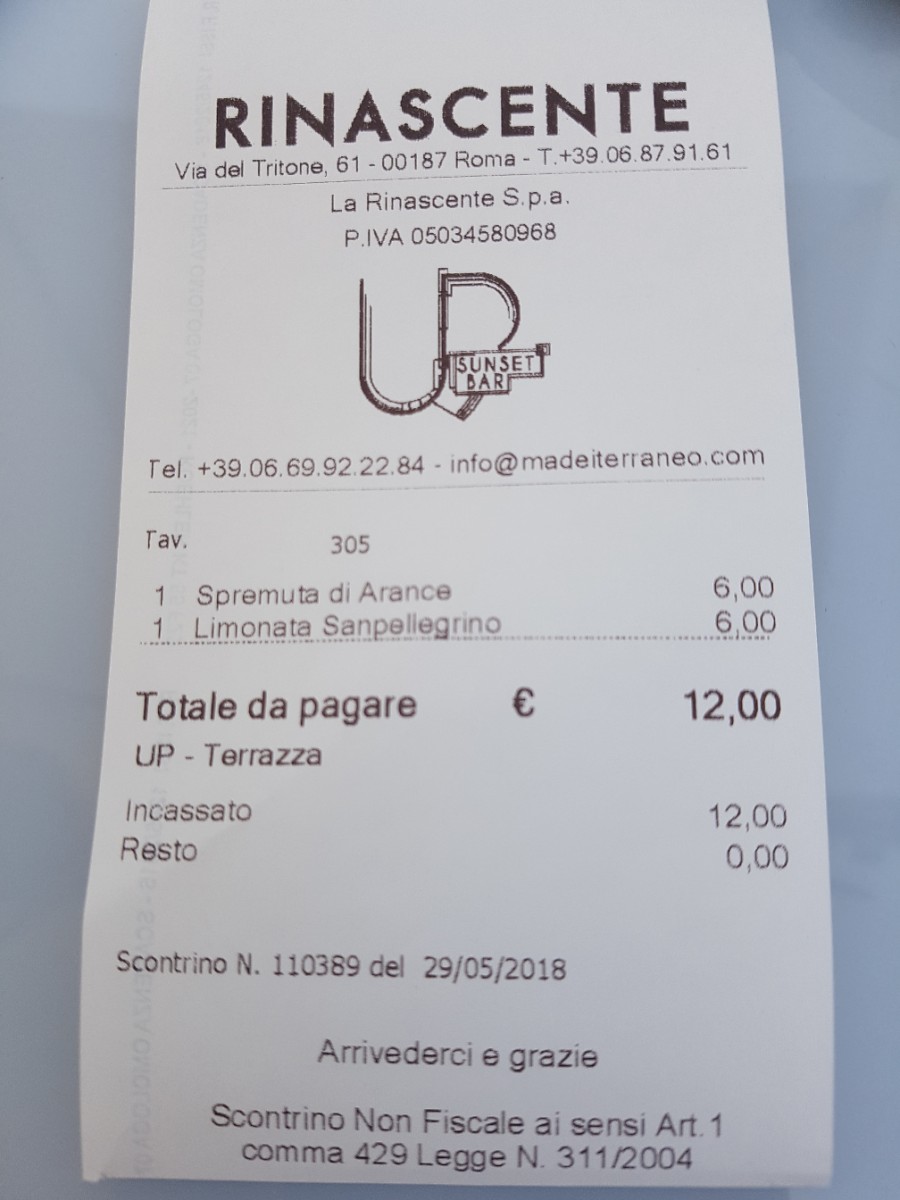 RINASCENTE
Via del Tritone, 61 - 00187 Roma - T.+39.06.87.91.61
La Rinascente S.p.a.
P.IVA 05034580968
UP
SUNSET
BAR
Tel. +39.06.69.92.22.84 - info@madeiterraneo.com
Tav. 305
1 Spremuta di Arance 6,00
1 Limonata Sanpellegrino 6,00
Totale da pagare € 12,00
UP - Terrazza
Incassato 12,00
Resto 0,00
Scontrino N. 110389 del 29/05/2018
Arrivederci e grazie
Scontrino Non Fiscale ai sensi Art. 1
comma 429 Legge N. 311/2004